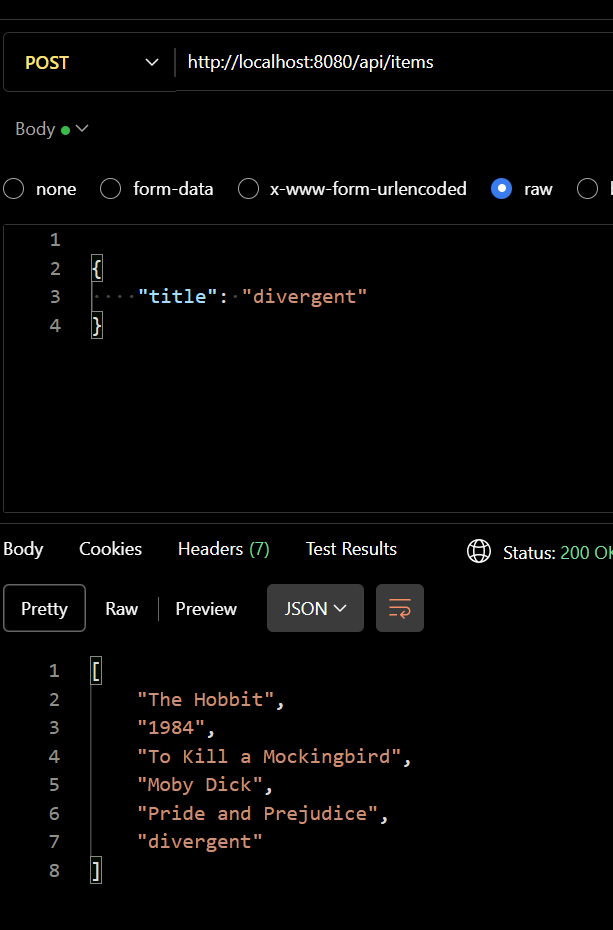 POST http://localhost:8080/api/items
Body
none form-data x-www-form-urlencoded raw
1
2 {
3 "title": "divergent"
4 }
Body Cookies Headers (7) Test Results Status: 200 OK
Pretty Raw Preview JSON
1 [
2 "The Hobbit",
3 "1984",
4 "To Kill a Mockingbird",
5 "Moby Dick",
6 "Pride and Prejudice",
7 "divergent"
8 ]